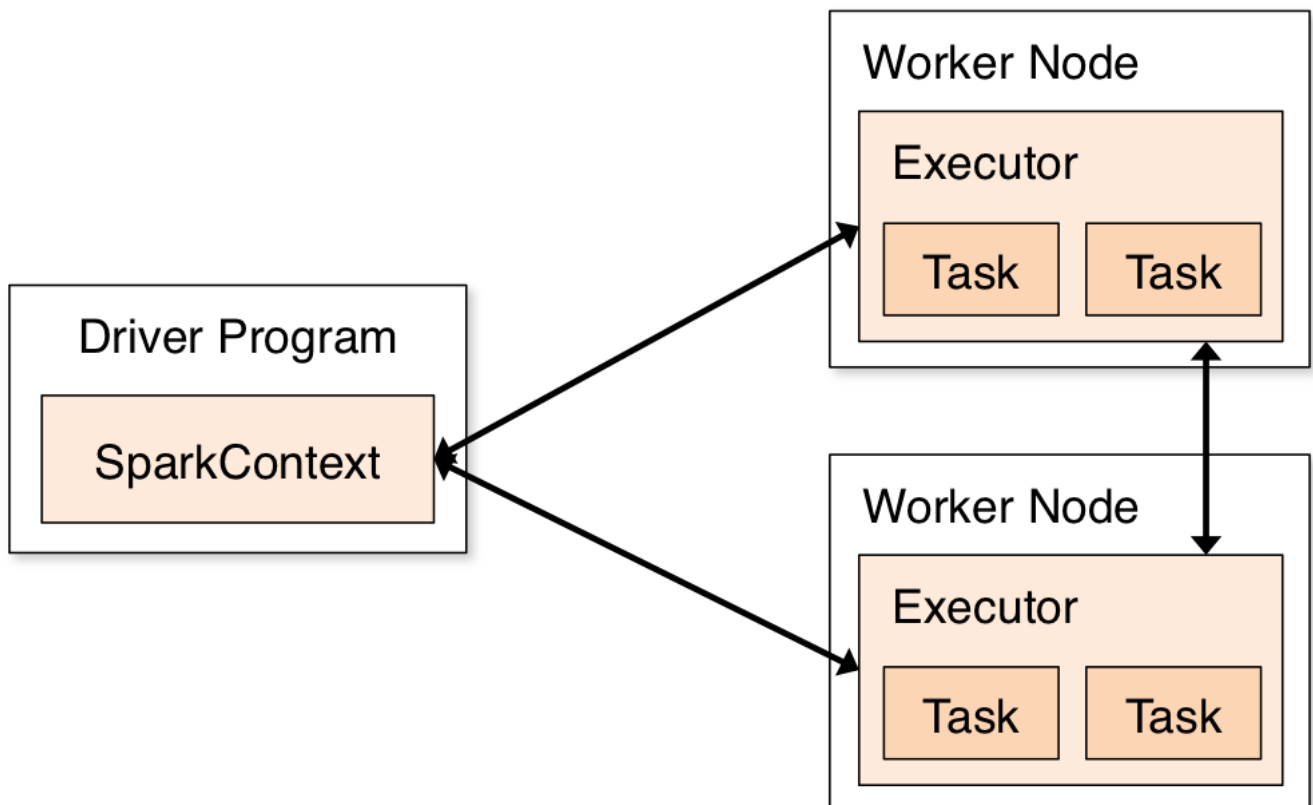 Driver Program
SparkContext
Worker Node
Executor
Task Task
Worker Node
Executor
Task Task